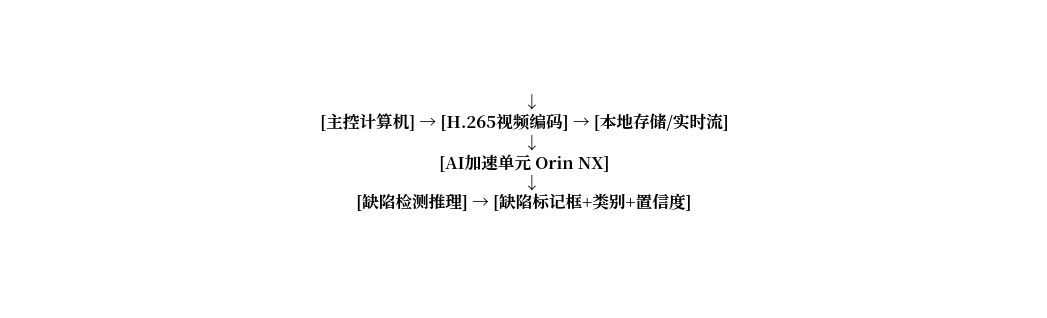 ↓
[主控计算机] → [H.265视频编码] → [本地存储/实时流]
↓
[AI加速单元 Orin NX]
↓
[缺陷检测推理] → [缺陷标记框+类别+置信度]